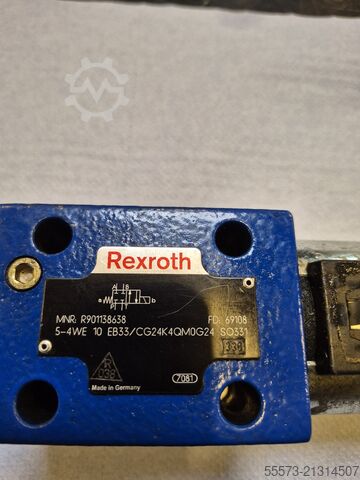 Rexroth
A B
a b
MNR: R901138638 FD: 69108
5-4WE 10 EB33/CG24K4QM0G24 SO331
Made in Germany
7081
55573-21314507